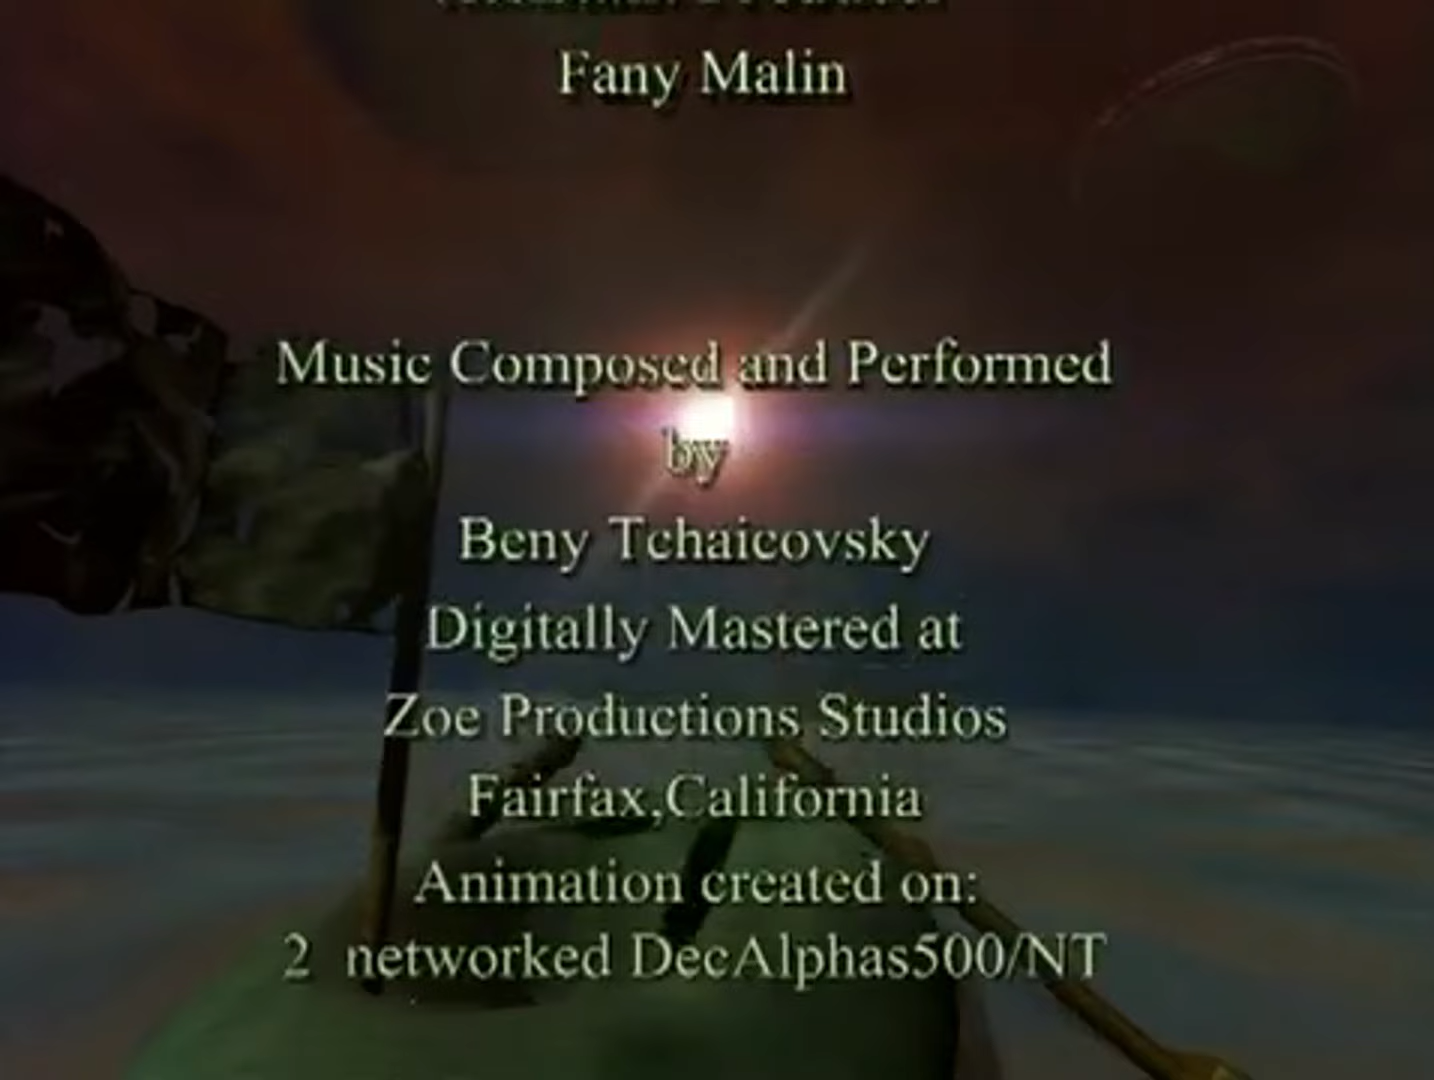 Fany Malin
Music Composed and Performed
by
Beny Tchaicovsky
Digitally Mastered at
Zoe Productions Studios
Fairfax,California
Animation created on:
2 networked DecAlphas500/NT